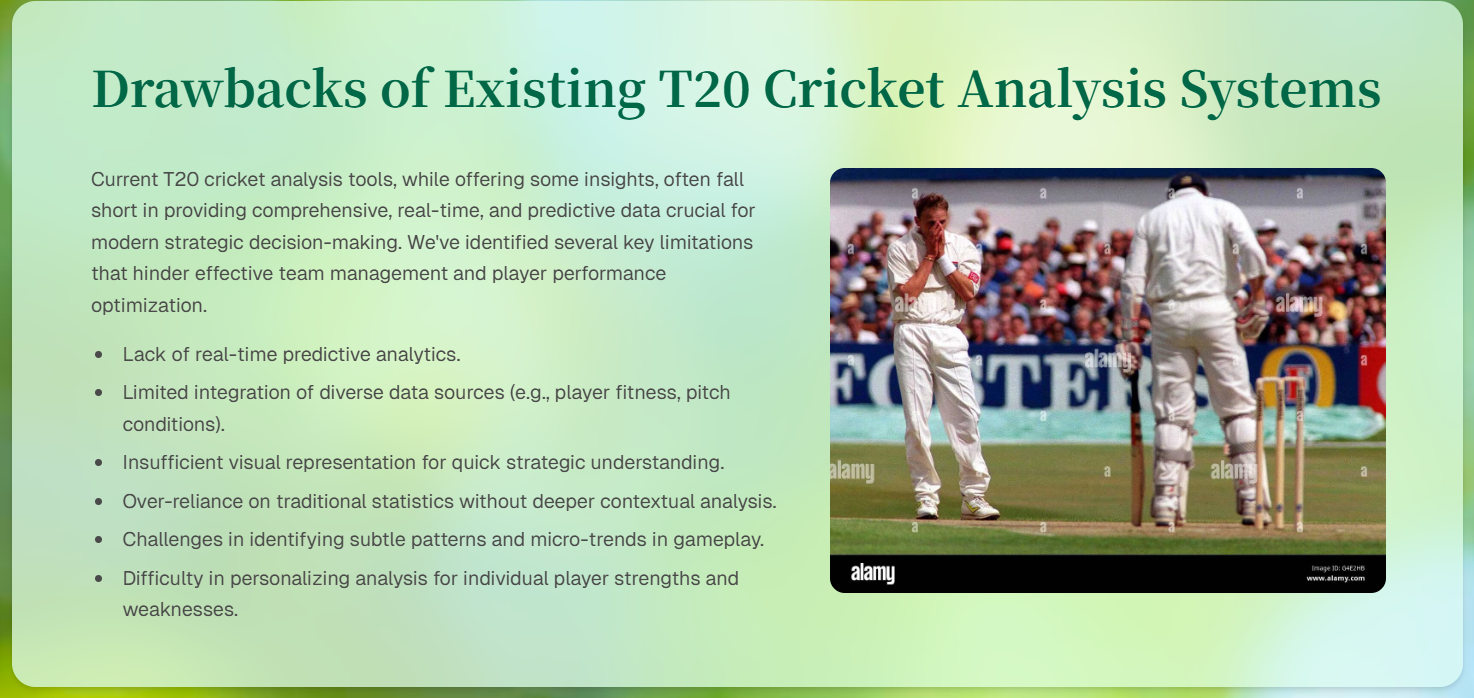 Drawbacks of Existing T20 Cricket Analysis Systems
Current T20 cricket analysis tools, while offering some insights, often fall
short in providing comprehensive, real-time, and predictive data crucial for
modern strategic decision-making. We've identified several key limitations
that hinder effective team management and player performance
optimization.
• Lack of real-time predictive analytics.
• Limited integration of diverse data sources (e.g., player fitness, pitch
conditions).
• Insufficient visual representation for quick strategic understanding.
• Over-reliance on traditional statistics without deeper contextual analysis.
• Challenges in identifying subtle patterns and micro-trends in gameplay.
• Difficulty in personalizing analysis for individual player strengths and
weaknesses.
a a a a
a a a
alamy a alamy
FOSTERS
a a alamy a
a
alamy a alamy a
a a a
alamy
Image ID: G4E2HB
www.alamy.com